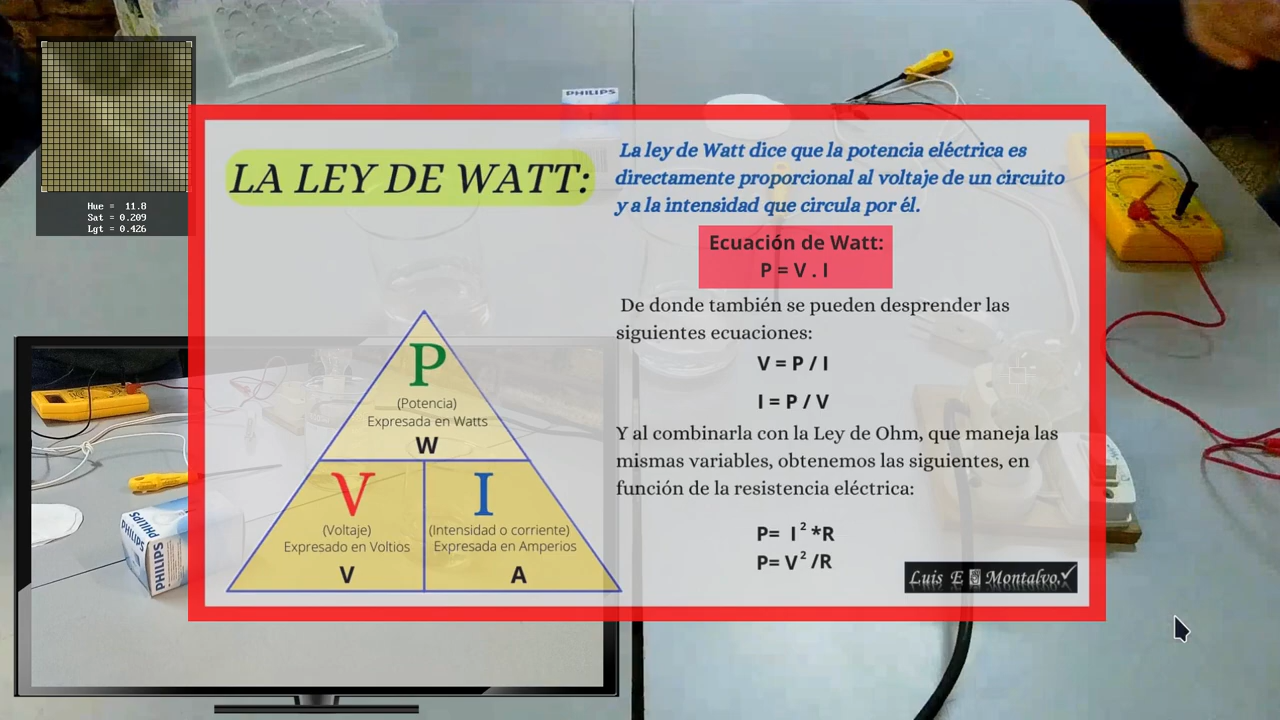 PHILIPS
Hue = 11.8
Sat = 0.209
Lgt = 0.426
LA LEY DE WATT:
La ley de Watt dice que la potencia eléctrica es
directamente proporcional al voltaje de un circuito
y a la intensidad que circula por él.
Ecuación de Watt:
P = V . I
De donde también se pueden desprender las
siguientes ecuaciones:
V = P / I
I = P / V
Y al combinarla con la Ley de Ohm, que maneja las
mismas variables, obtenemos las siguientes, en
función de la resistencia eléctrica:
P= I² *R
P= V² /R
P
(Potencia)
Expresada en Watts
W
V
(Voltaje)
Expresado en Voltios
V
I
(Intensidad o corriente)
Expresada en Amperios
A
PHILIPS
PHILIPS
Luis E Montalvo.